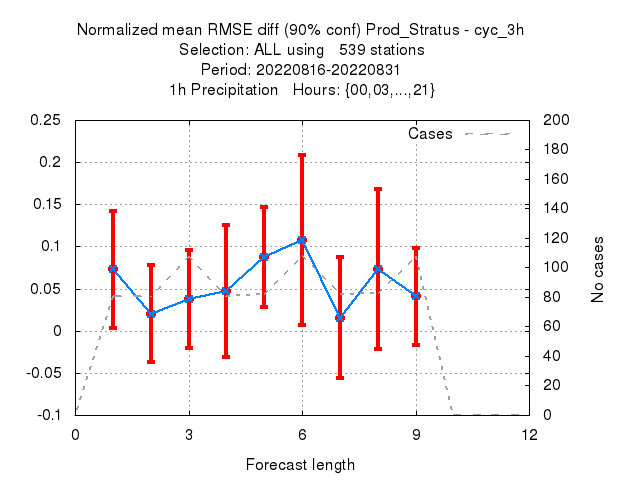 Normalized mean RMSE diff (90% conf) Prod_Stratus - cyc_3h
Selection: ALL using   539 stations
Period: 20220816-20220831
1h Precipitation   Hours: {00,03,...,21}
Cases
0.25
0.2
0.15
0.1
0.05
0
-0.05
-0.1
200
180
160
140
120
100
80
60
40
20
0
No cases
0 3 6 9 12
Forecast length